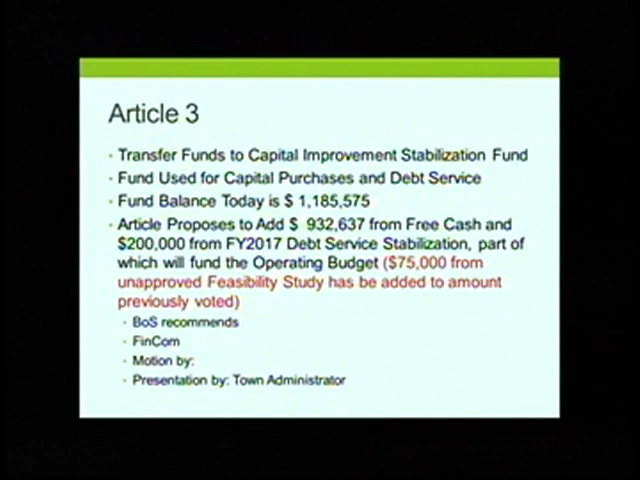 Article 3
Transfer Funds to Capital Improvement Stabilization Fund
Fund Used for Capital Purchases and Debt Service
Fund Balance Today is $ 1,185,575
Article Proposes to Add $ 932,637 from Free Cash and
$200,000 from FY2017 Debt Service Stabilization, part of
which will fund the Operating Budget ($75,000 from
unapproved Feasibility Study has be added to amount
previously voted)
BoS recommends
FinCom
Motion by:
Presentation by: Town Administrator